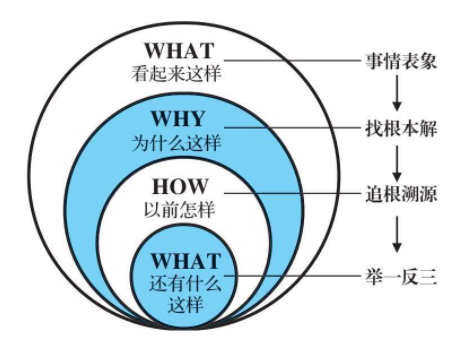 WHAT
看起来这样
事情表象
WHY
为什么这样
找根本解
HOW
以前怎样
追根溯源
WHAT
还有什么
这样
举一反三